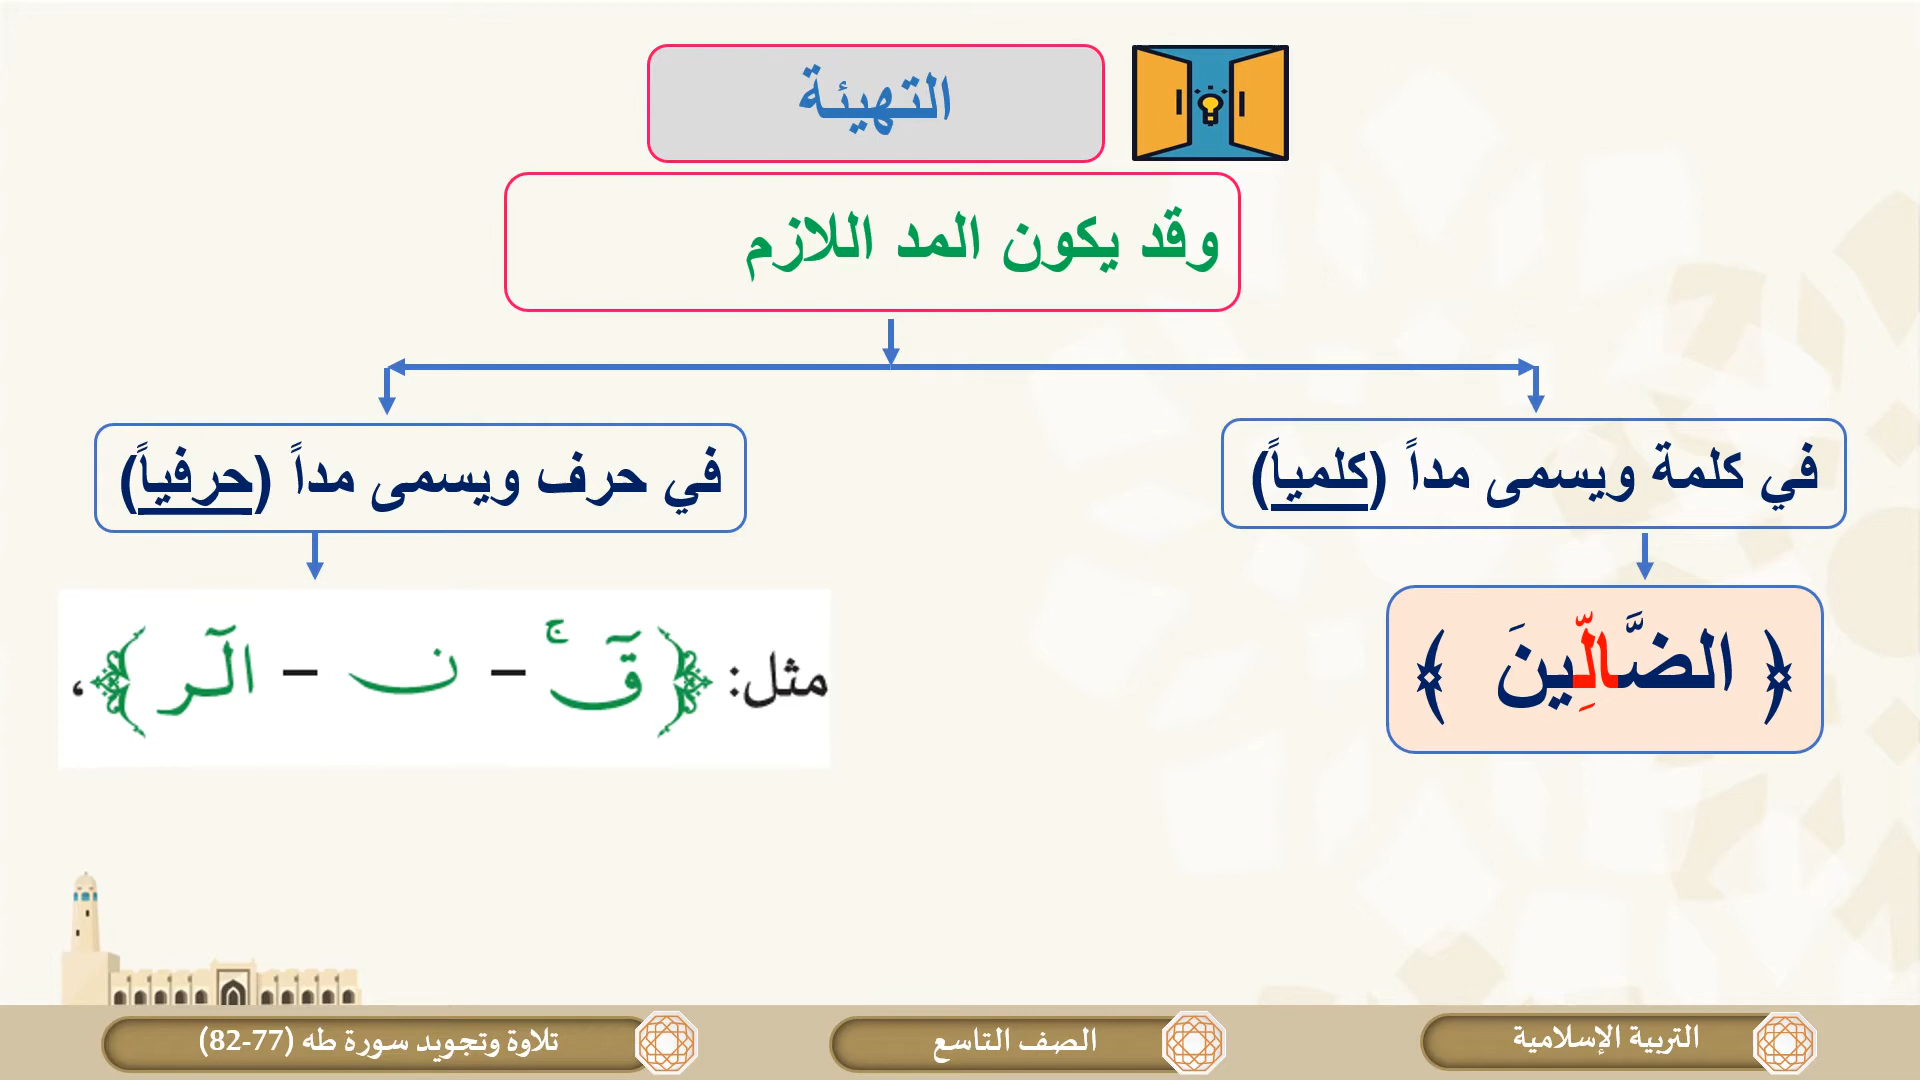 التهيئة
وقد يكون المد اللازم
في كلمة ويسمى مداً (كلمياً)
في حرف ويسمى مداً (حرفياً)
﴿ الضَّالِّينَ ﴾
مثل: ﴿ قٓۚ – ن – الٓر ﴾،
التربية الإسلامية
الصف التاسع
تلاوة وتجويد سورة طه (77-82)